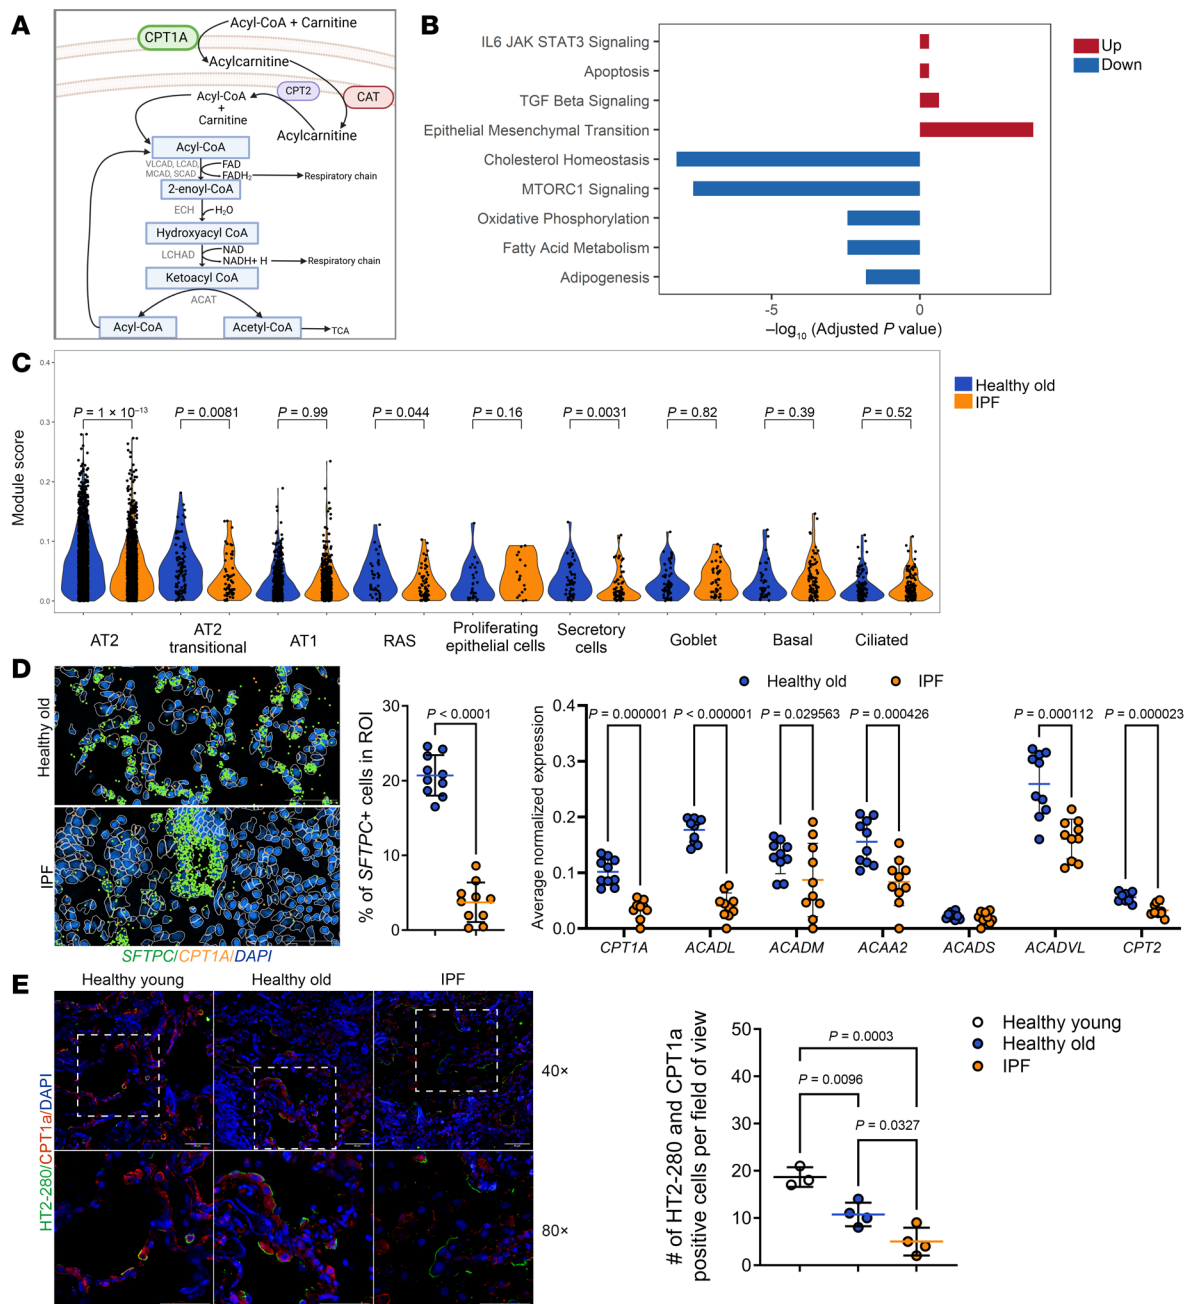 A
CPT1A
Acyl-CoA + Carnitine
Acylcarnitine
CPT2
CAT
Acyl-CoA
+
Carnitine
Acylcarnitine
Acyl-CoA
VLCAD, LCAD,
MCAD, SCAD
FAD
FADH₂
Respiratory chain
2-enoyl-CoA
ECH
H₂O
Hydroxyacyl CoA
LCHAD
NAD
NADH+ H
Respiratory chain
Ketoacyl CoA
ACAT
Acyl-CoA
Acetyl-CoA
TCA
B
IL6 JAK STAT3 Signaling
Apoptosis
TGF Beta Signaling
Epithelial Mesenchymal Transition
Cholesterol Homeostasis
MTORC1 Signaling
Oxidative Phosphorylation
Fatty Acid Metabolism
Adipogenesis
-5 0
–log₁₀ (Adjusted P value)
Up
Down
C
Module score
0.4
0.3
0.2
0.1
0.0
P = 1 × 10⁻¹³ P = 0.0081 P = 0.99 P = 0.044 P = 0.16 P = 0.0031 P = 0.82 P = 0.39 P = 0.52
AT2
AT2
transitional
AT1
RAS
Proliferating
epithelial cells
Secretory
cells
Goblet
Basal
Ciliated
Healthy old
IPF
D
Healthy old
IPF
SFTPC/CPT1A/DAPI
% of SFTPC+ cells in ROI
30
20
10
0
P < 0.0001
Healthy old IPF
Average normalized expression
0.4
0.3
0.2
0.1
0.0
P = 0.000001 P < 0.000001 P = 0.029563 P = 0.000426 P = 0.000112 P = 0.000023
CPT1A ACADL ACADM ACAA2 ACADS ACADVL CPT2
E
Healthy young Healthy old IPF
HT2-280/CPT1a/DAPI
40×
80×
# of HT2-280 and CPT1a
positive cells per field of view
50
40
30
20
10
0
P = 0.0003
P = 0.0096
P = 0.0327
Healthy young
Healthy old
IPF